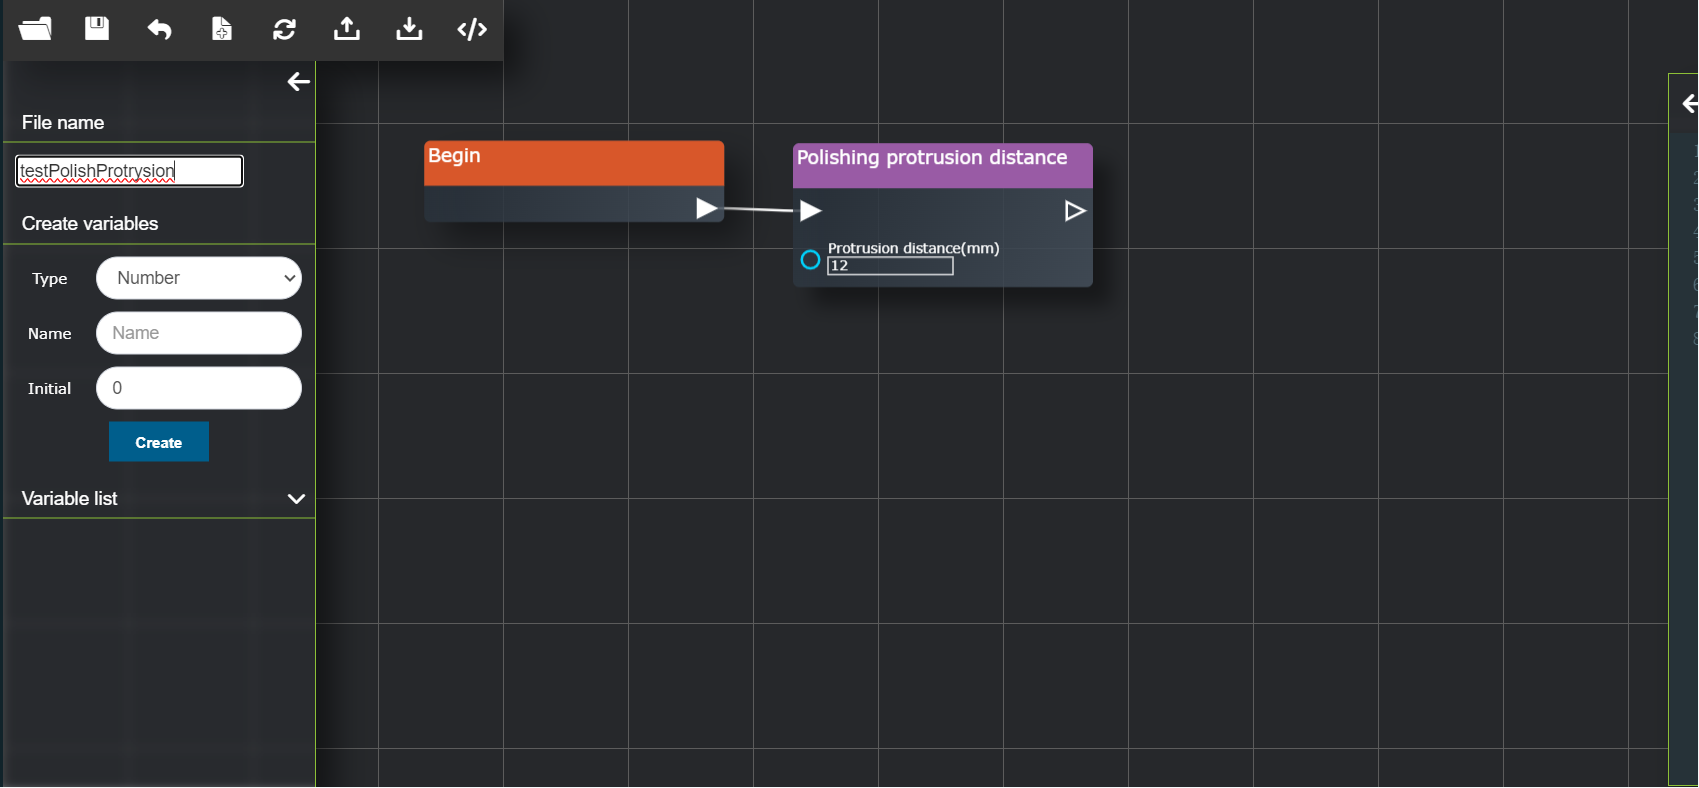 File name
testPolishProtrysion
Create variables
Type
Number
Name
Name
Initial
0
Create
Variable list
Begin
Polishing protrusion distance
Protrusion distance(mm)
12